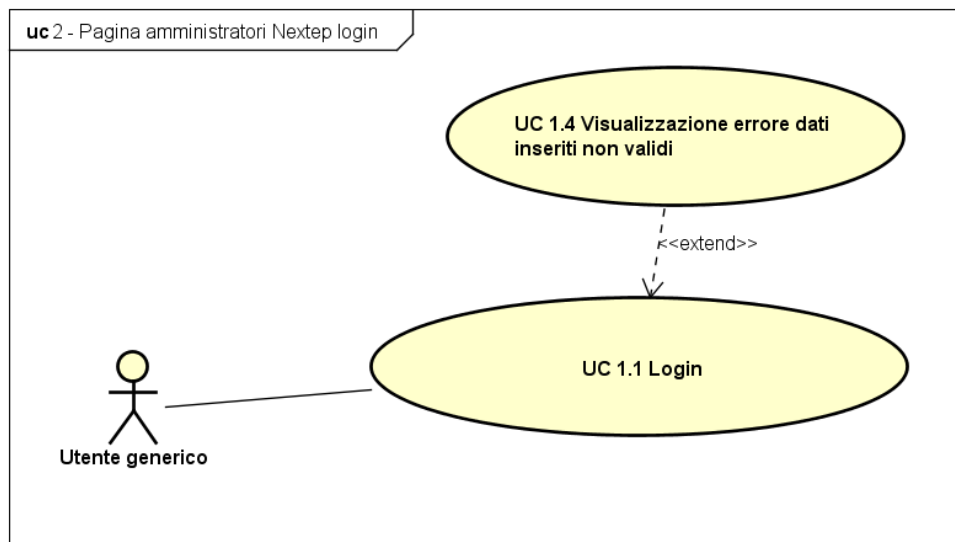 uc 2 - Pagina amministratori Nextep login
UC 1.4 Visualizzazione errore dati
inseriti non validi
<<extend>>
UC 1.1 Login
Utente generico